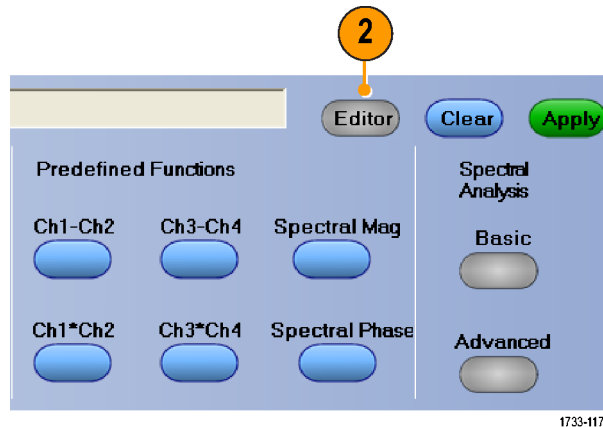 2
Editor Clear Apply
Predefined Functions
Spectral
Analysis
Ch1-Ch2 Ch3-Ch4 Spectral Mag
Basic
Ch1*Ch2 Ch3*Ch4 Spectral Phase
Advanced
1733-117